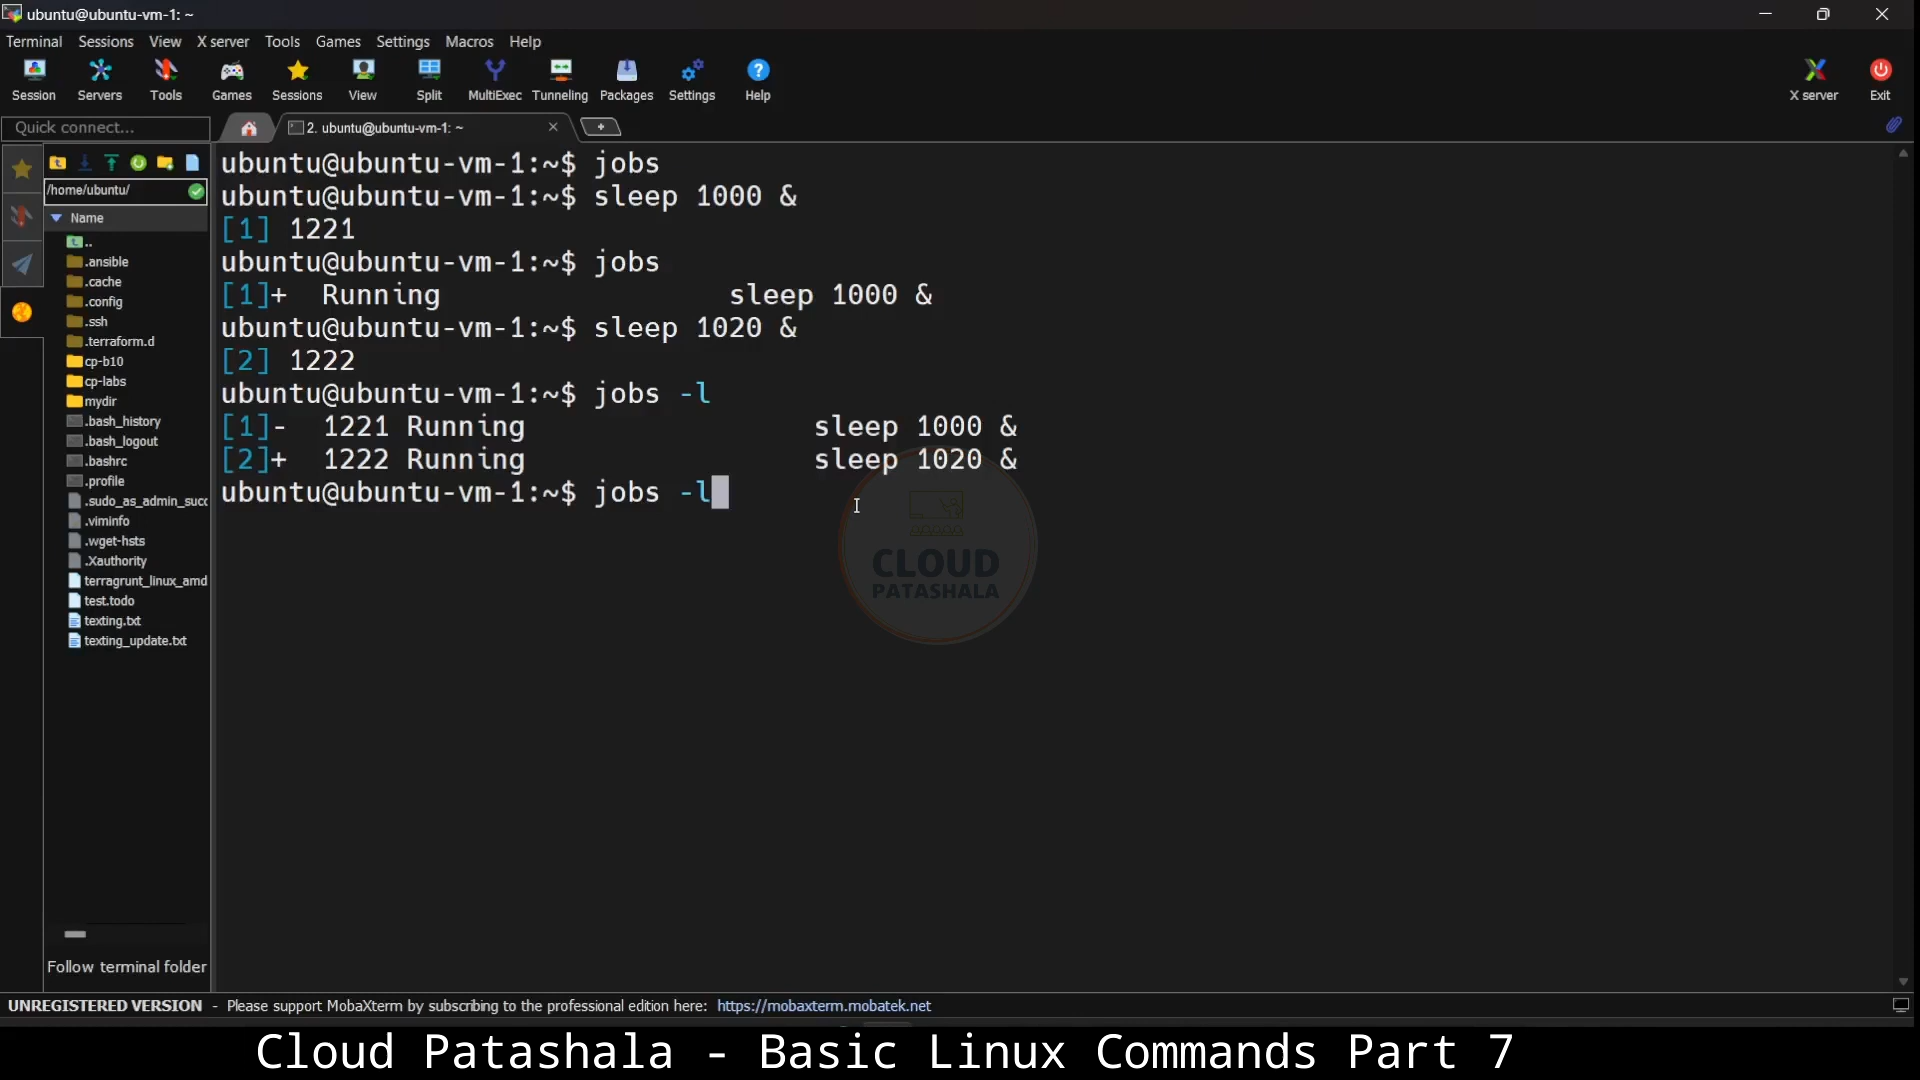 ubuntu@ubuntu-vm-1: ~
Terminal Sessions View X server Tools Games Settings Macros Help
Session Servers Tools Games Sessions View Split MultiExec Tunneling Packages Settings Help X server Exit
Quick connect...
2. ubuntu@ubuntu-vm-1: ~
/home/ubuntu/
Name
..
.ansible
.cache
.config
.ssh
.terraform.d
cp-b10
cp-labs
mydir
.bash_history
.bash_logout
.bashrc
.profile
.sudo_as_admin_succ
.viminfo
.wget-hsts
.Xauthority
terragrunt_linux_amd
test.todo
texting.txt
texting_update.txt
Follow terminal folder
ubuntu@ubuntu-vm-1:~$ jobs
ubuntu@ubuntu-vm-1:~$ sleep 1000 &
[1] 1221
ubuntu@ubuntu-vm-1:~$ jobs
[1]+  Running                 sleep 1000 &
ubuntu@ubuntu-vm-1:~$ sleep 1020 &
[2] 1222
ubuntu@ubuntu-vm-1:~$ jobs -l
[1]-  1221 Running                 sleep 1000 &
[2]+  1222 Running                 sleep 1020 &
ubuntu@ubuntu-vm-1:~$ jobs -l
CLOUD
PATASHALA
UNREGISTERED VERSION - Please support MobaXterm by subscribing to the professional edition here: https://mobaxterm.mobatek.net
Cloud Patashala - Basic Linux Commands Part 7